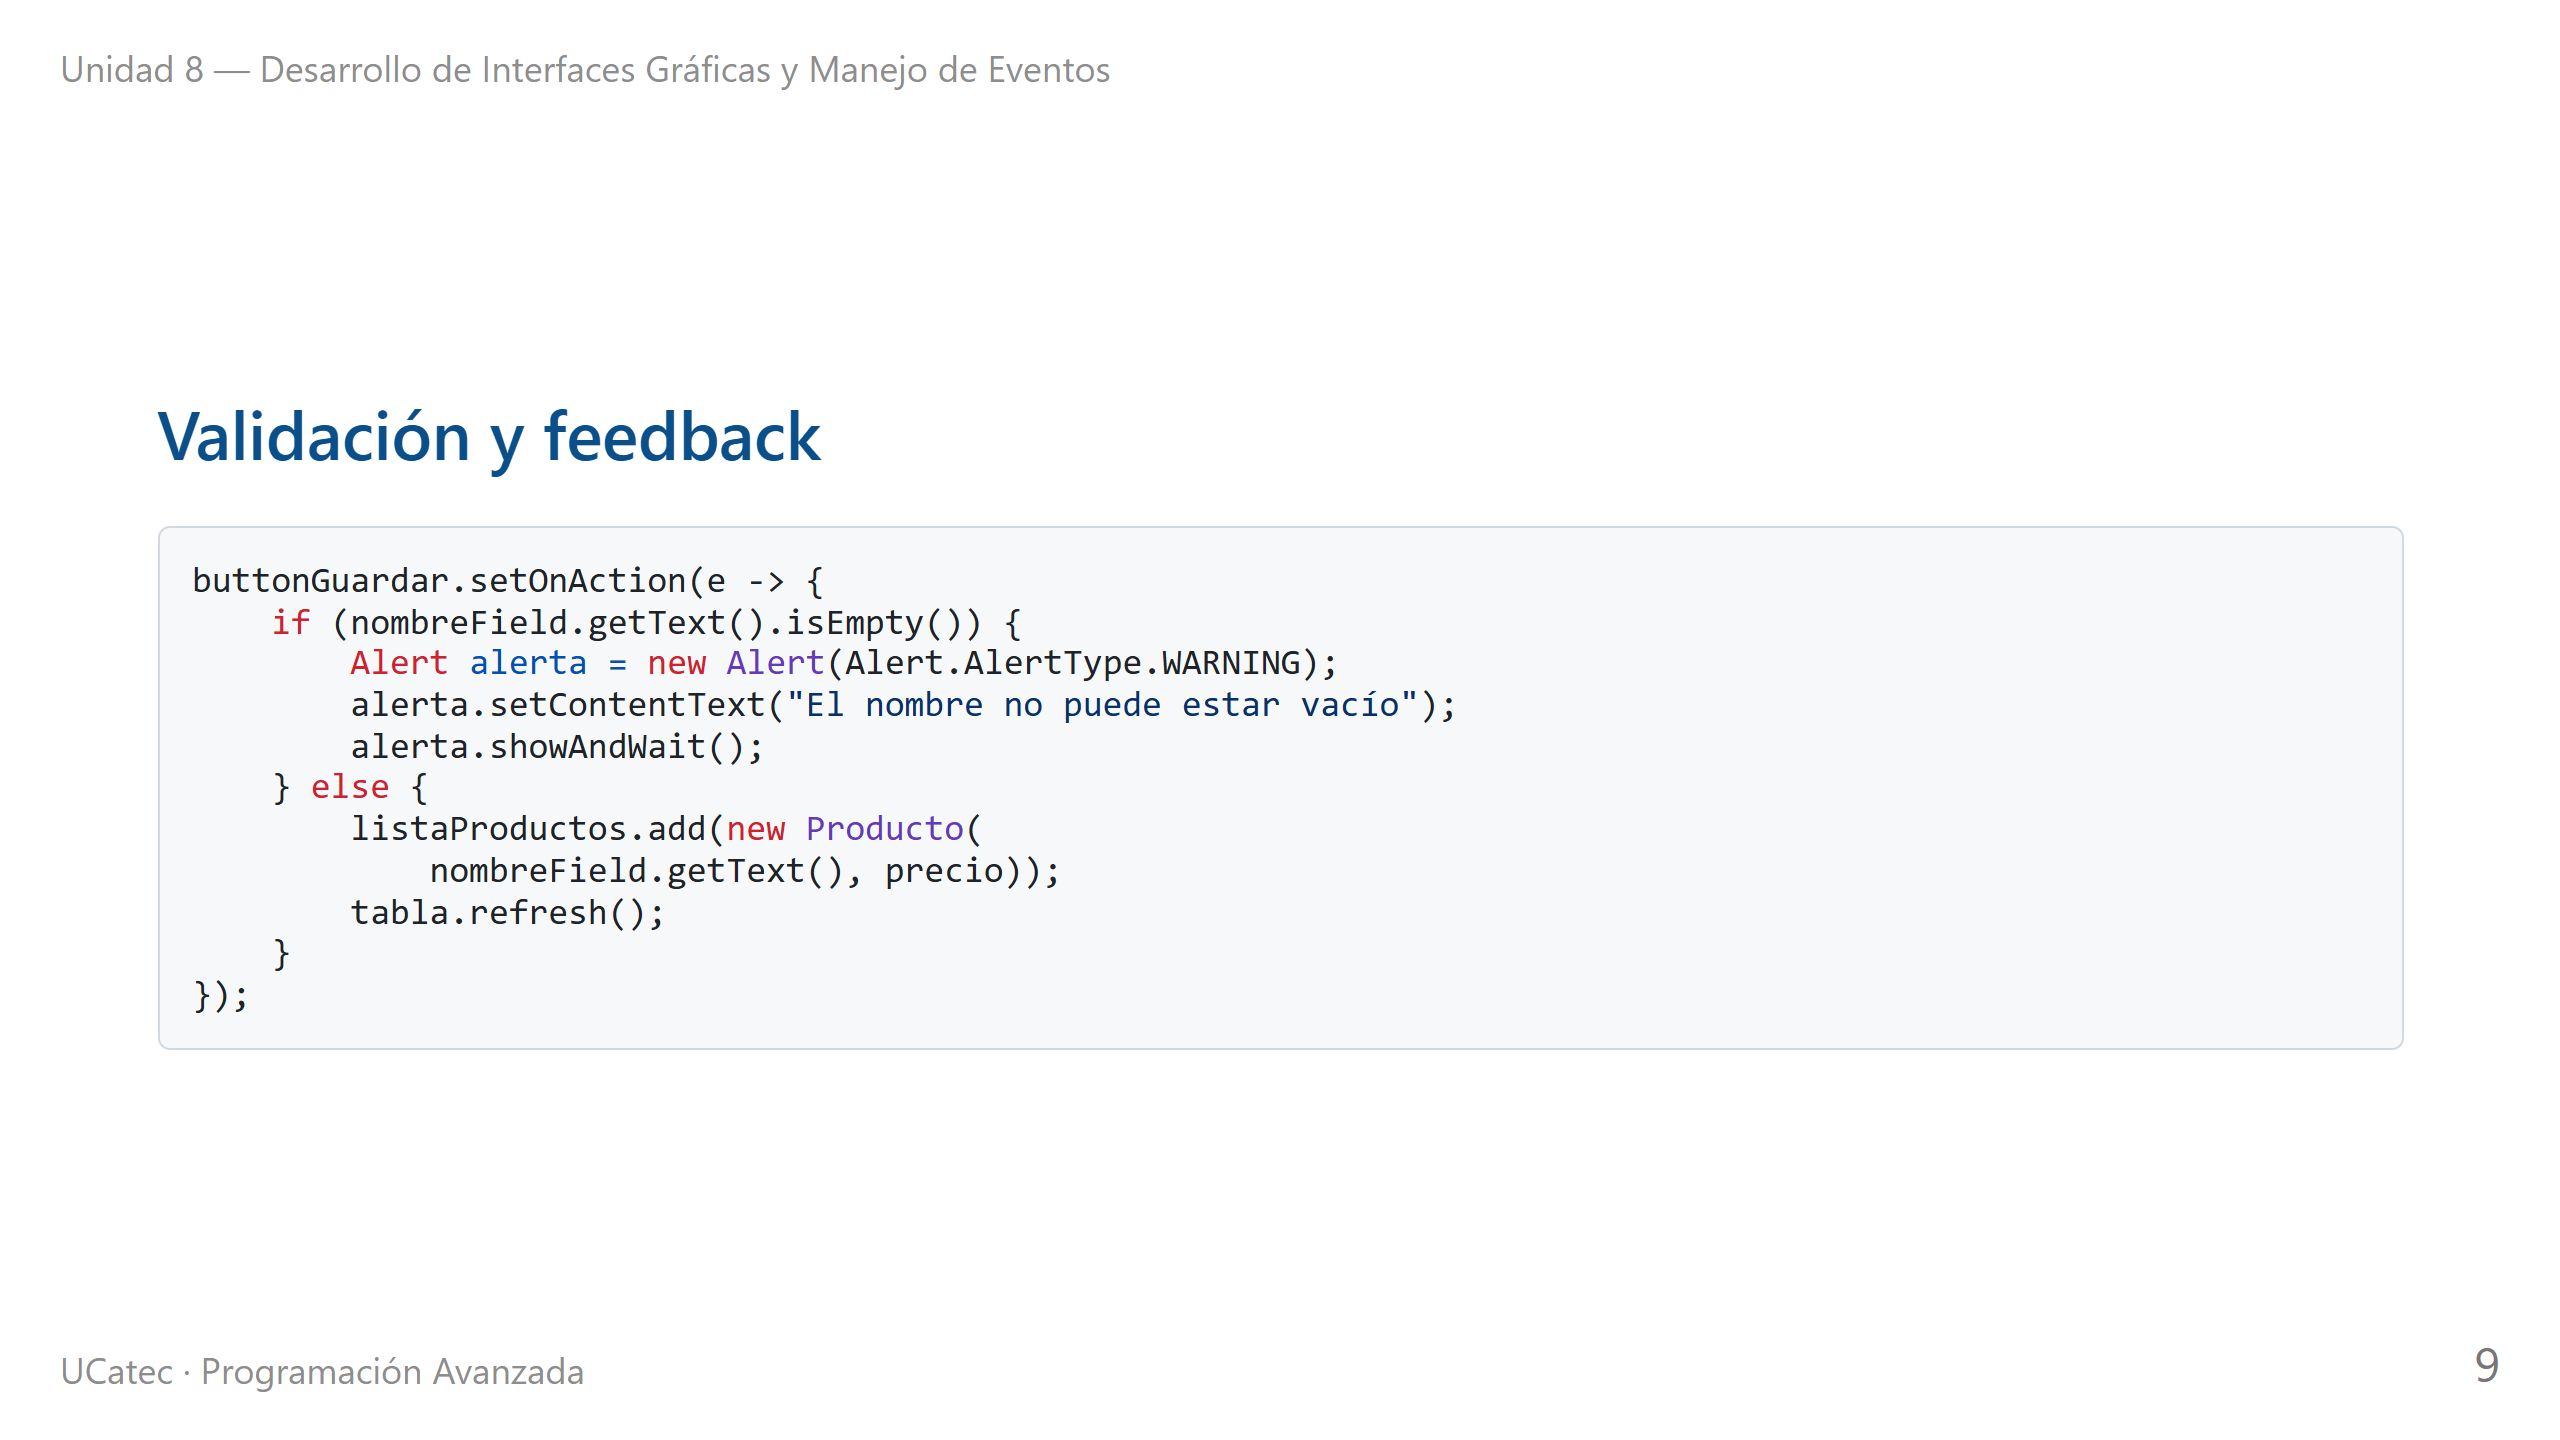 Unidad 8 — Desarrollo de Interfaces Gráficas y Manejo de Eventos
Validación y feedback
buttonGuardar.setOnAction(e -> {
    if (nombreField.getText().isEmpty()) {
        Alert alerta = new Alert(Alert.AlertType.WARNING);
        alerta.setContentText("El nombre no puede estar vacío");
        alerta.showAndWait();
    } else {
        listaProductos.add(new Producto(
            nombreField.getText(), precio));
        tabla.refresh();
    }
});
UCatec · Programación Avanzada
9